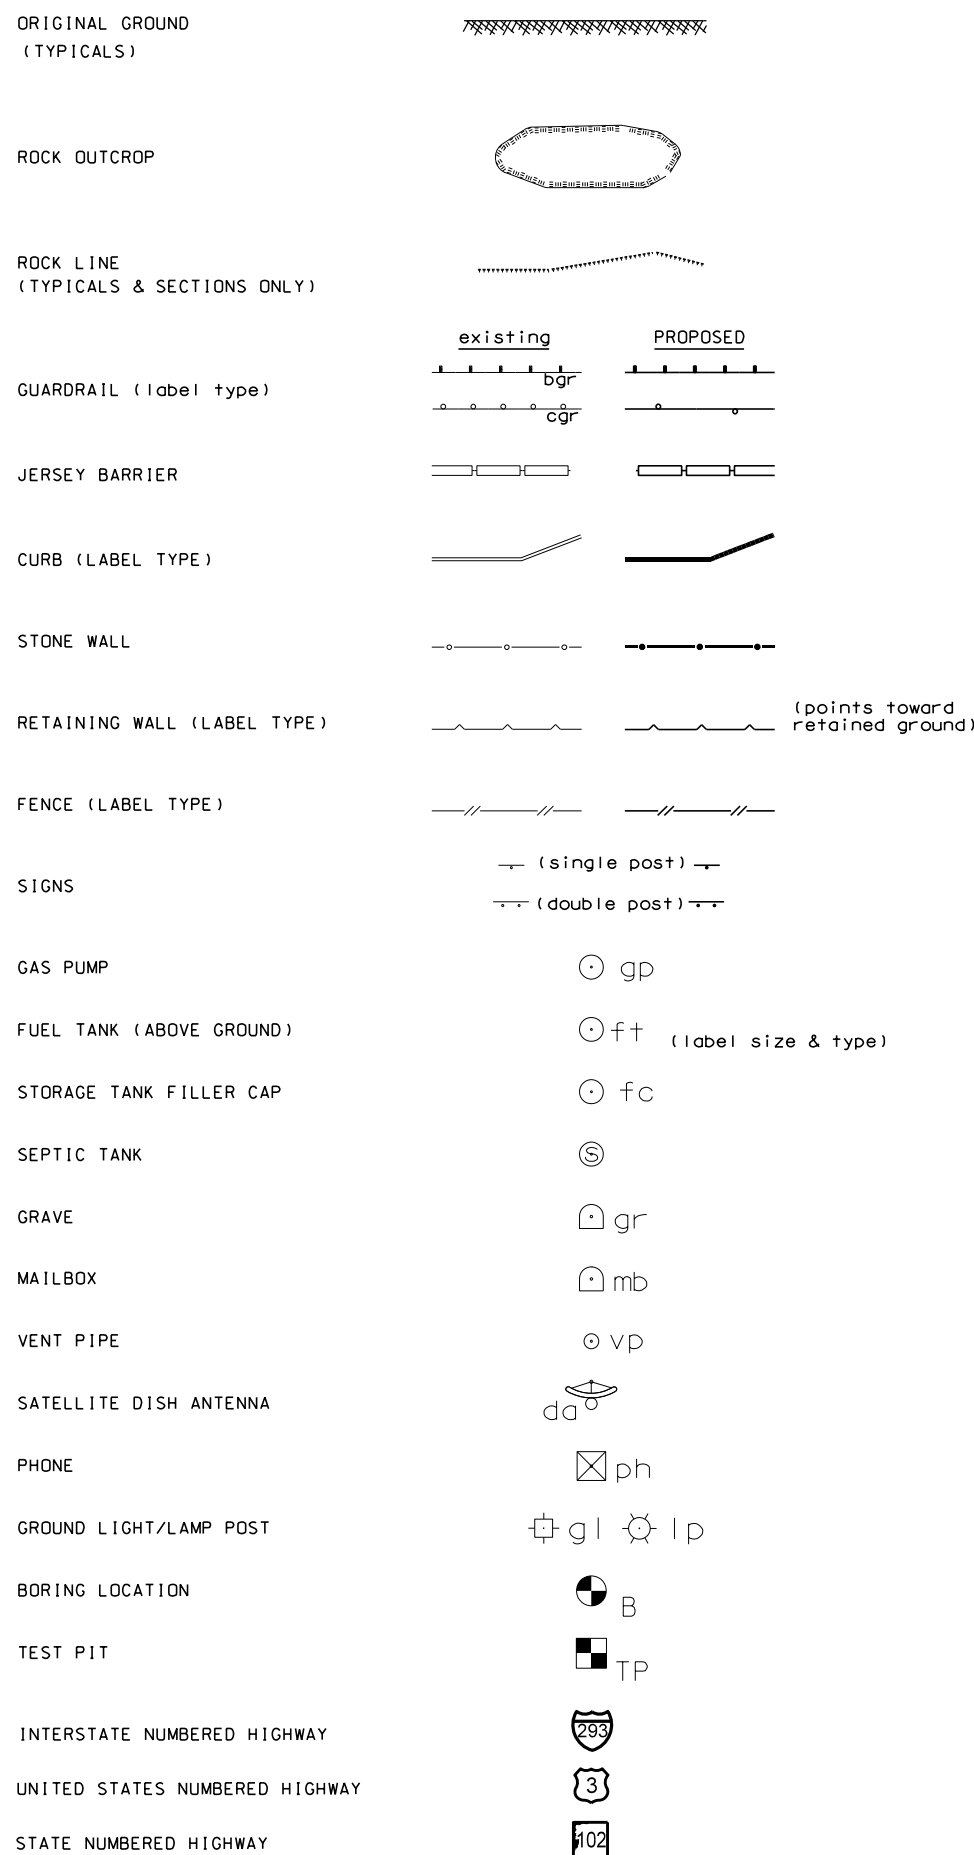 ORIGINAL GROUND
(TYPICALS)
ROCK OUTCROP
ROCK LINE
(TYPICALS & SECTIONS ONLY)
existing PROPOSED
GUARDRAIL (label type)
bgr
cgr
JERSEY BARRIER
CURB (LABEL TYPE)
STONE WALL
RETAINING WALL (LABEL TYPE)
(points toward
retained ground)
FENCE (LABEL TYPE)
SIGNS
(single post)
(double post)
GAS PUMP gp
FUEL TANK (ABOVE GROUND) ft (label size & type)
STORAGE TANK FILLER CAP fc
SEPTIC TANK S
GRAVE gr
MAILBOX mb
VENT PIPE vp
SATELLITE DISH ANTENNA da
PHONE ph
GROUND LIGHT/LAMP POST gl lp
BORING LOCATION B
TEST PIT TP
INTERSTATE NUMBERED HIGHWAY 293
UNITED STATES NUMBERED HIGHWAY 3
STATE NUMBERED HIGHWAY 102